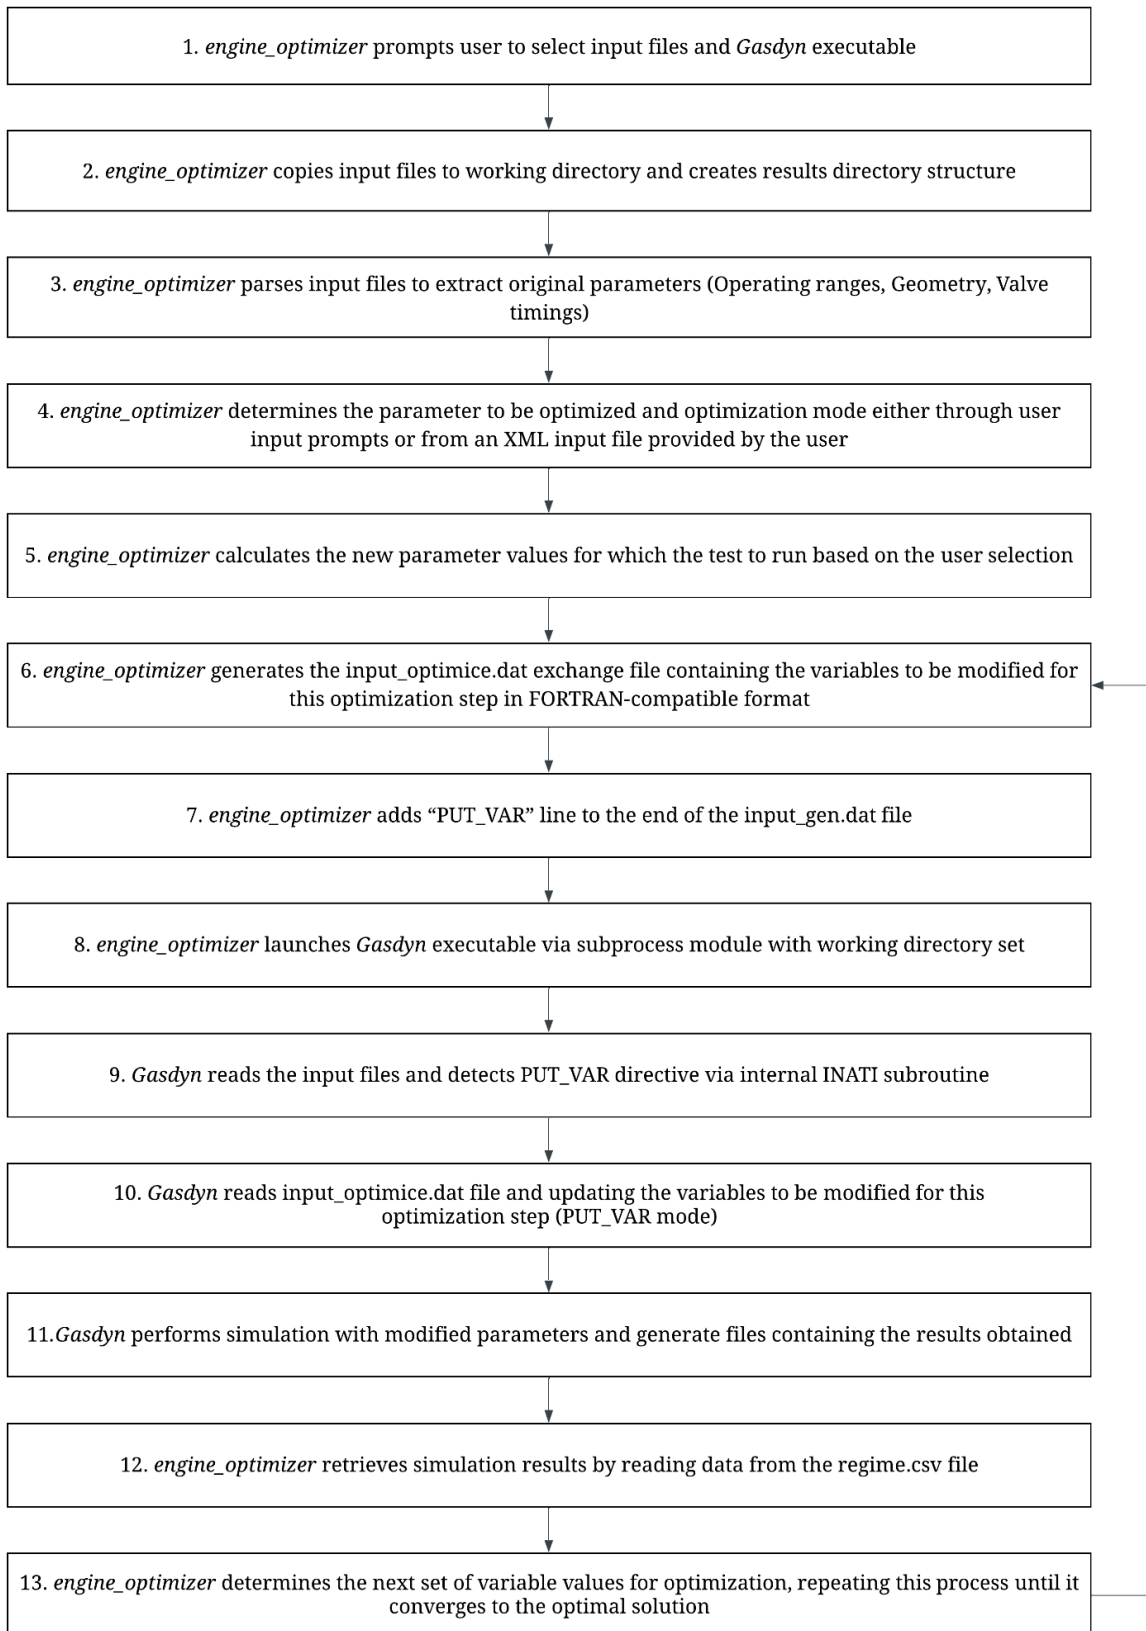 1. engine_optimizer prompts user to select input files and Gasdyn executable
2. engine_optimizer copies input files to working directory and creates results directory structure
3. engine_optimizer parses input files to extract original parameters (Operating ranges, Geometry, Valve
timings)
4. engine_optimizer determines the parameter to be optimized and optimization mode either through user
input prompts or from an XML input file provided by the user
5. engine_optimizer calculates the new parameter values for which the test to run based on the user selection
6. engine_optimizer generates the input_optimice.dat exchange file containing the variables to be modified for
this optimization step in FORTRAN-compatible format
7. engine_optimizer adds “PUT_VAR” line to the end of the input_gen.dat file
8. engine_optimizer launches Gasdyn executable via subprocess module with working directory set
9. Gasdyn reads the input files and detects PUT_VAR directive via internal INATI subroutine
10. Gasdyn reads input_optimice.dat file and updating the variables to be modified for this
optimization step (PUT_VAR mode)
11.Gasdyn performs simulation with modified parameters and generate files containing the results obtained
12. engine_optimizer retrieves simulation results by reading data from the regime.csv file
13. engine_optimizer determines the next set of variable values for optimization, repeating this process until it
converges to the optimal solution